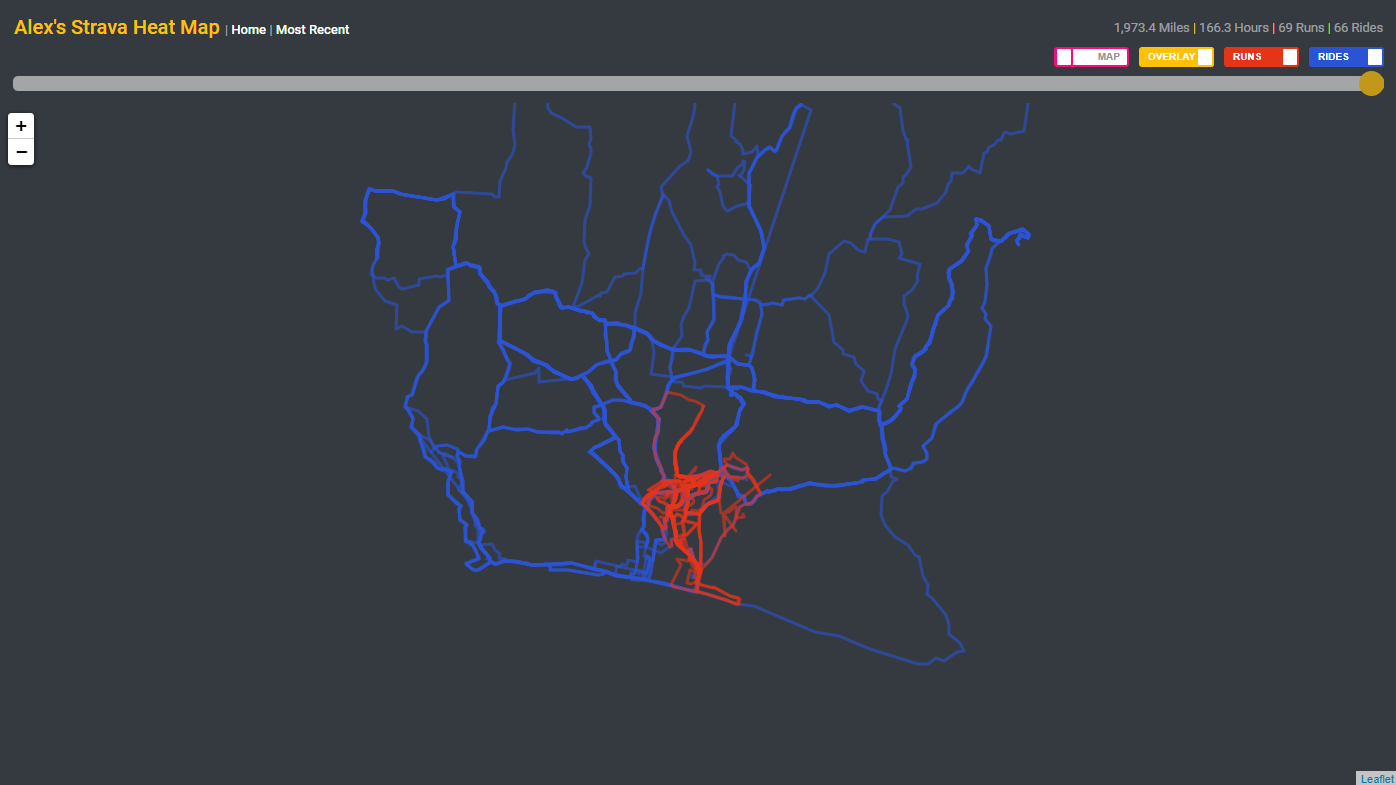 Alex's Strava Heat Map | Home | Most Recent
1,973.4 Miles | 166.3 Hours | 69 Runs | 66 Rides
MAP OVERLAY RUNS RIDES
+
−
Leaflet